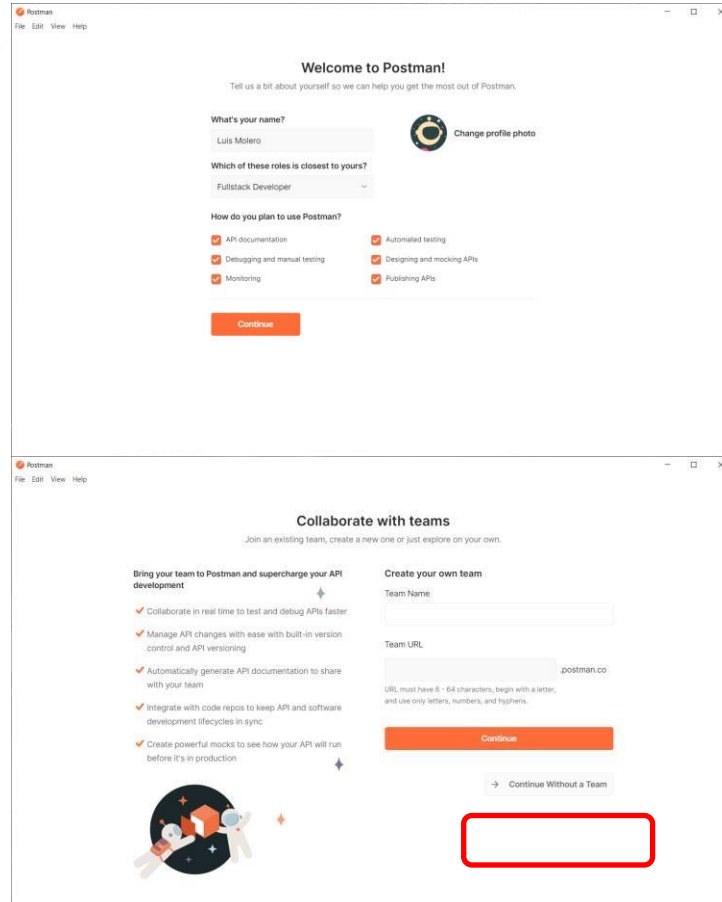 Postman
File Edit View Help
Welcome to Postman!
Tell us a bit about yourself so we can help you get the most out of Postman.
What's your name?
Luis Molero
Change profile photo
Which of these roles is closest to yours?
Fullstack Developer
How do you plan to use Postman?
API documentation
Automated testing
Debugging and manual testing
Designing and mocking APIs
Monitoring
Publishing APIs
Continue
Postman
File Edit View Help
Collaborate with teams
Join an existing team, create a new one or just explore on your own.
Bring your team to Postman and supercharge your API
development
Collaborate in real time to test and debug APIs faster
Manage API changes with ease with built-in version
control and API versioning
Automatically generate API documentation to share
with your team
Integrate with code repos to keep API and software
development lifecycles in sync
Create powerful mocks to see how your API will run
before it's in production
Create your own team
Team Name
Team URL
.postman.co
URL must have 6 - 64 characters, begin with a letter,
and use only letters, numbers, and hyphens.
Continue
→ Continue Without a Team